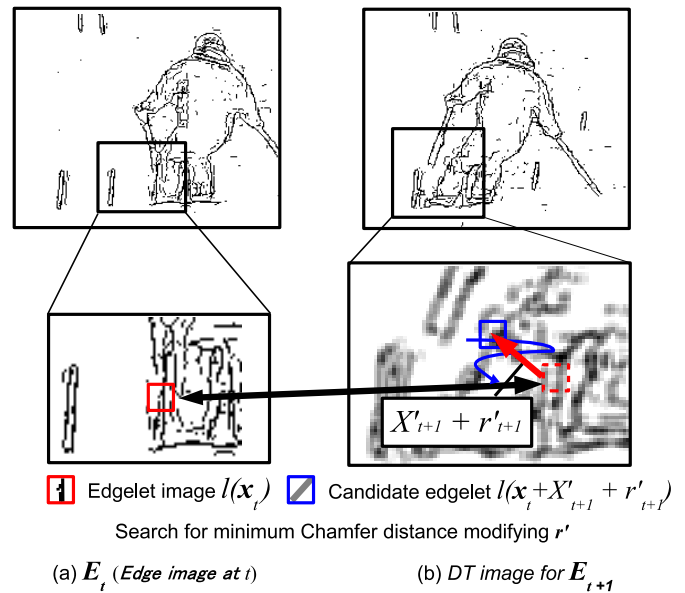 X't+1 + r't+1
Edgelet image l(xt)
Candidate edgelet l(xt+X't+1 + r't+1)
Search for minimum Chamfer distance modifying r'
(a) Et (Edge image at t)
(b) DT image for Et+1